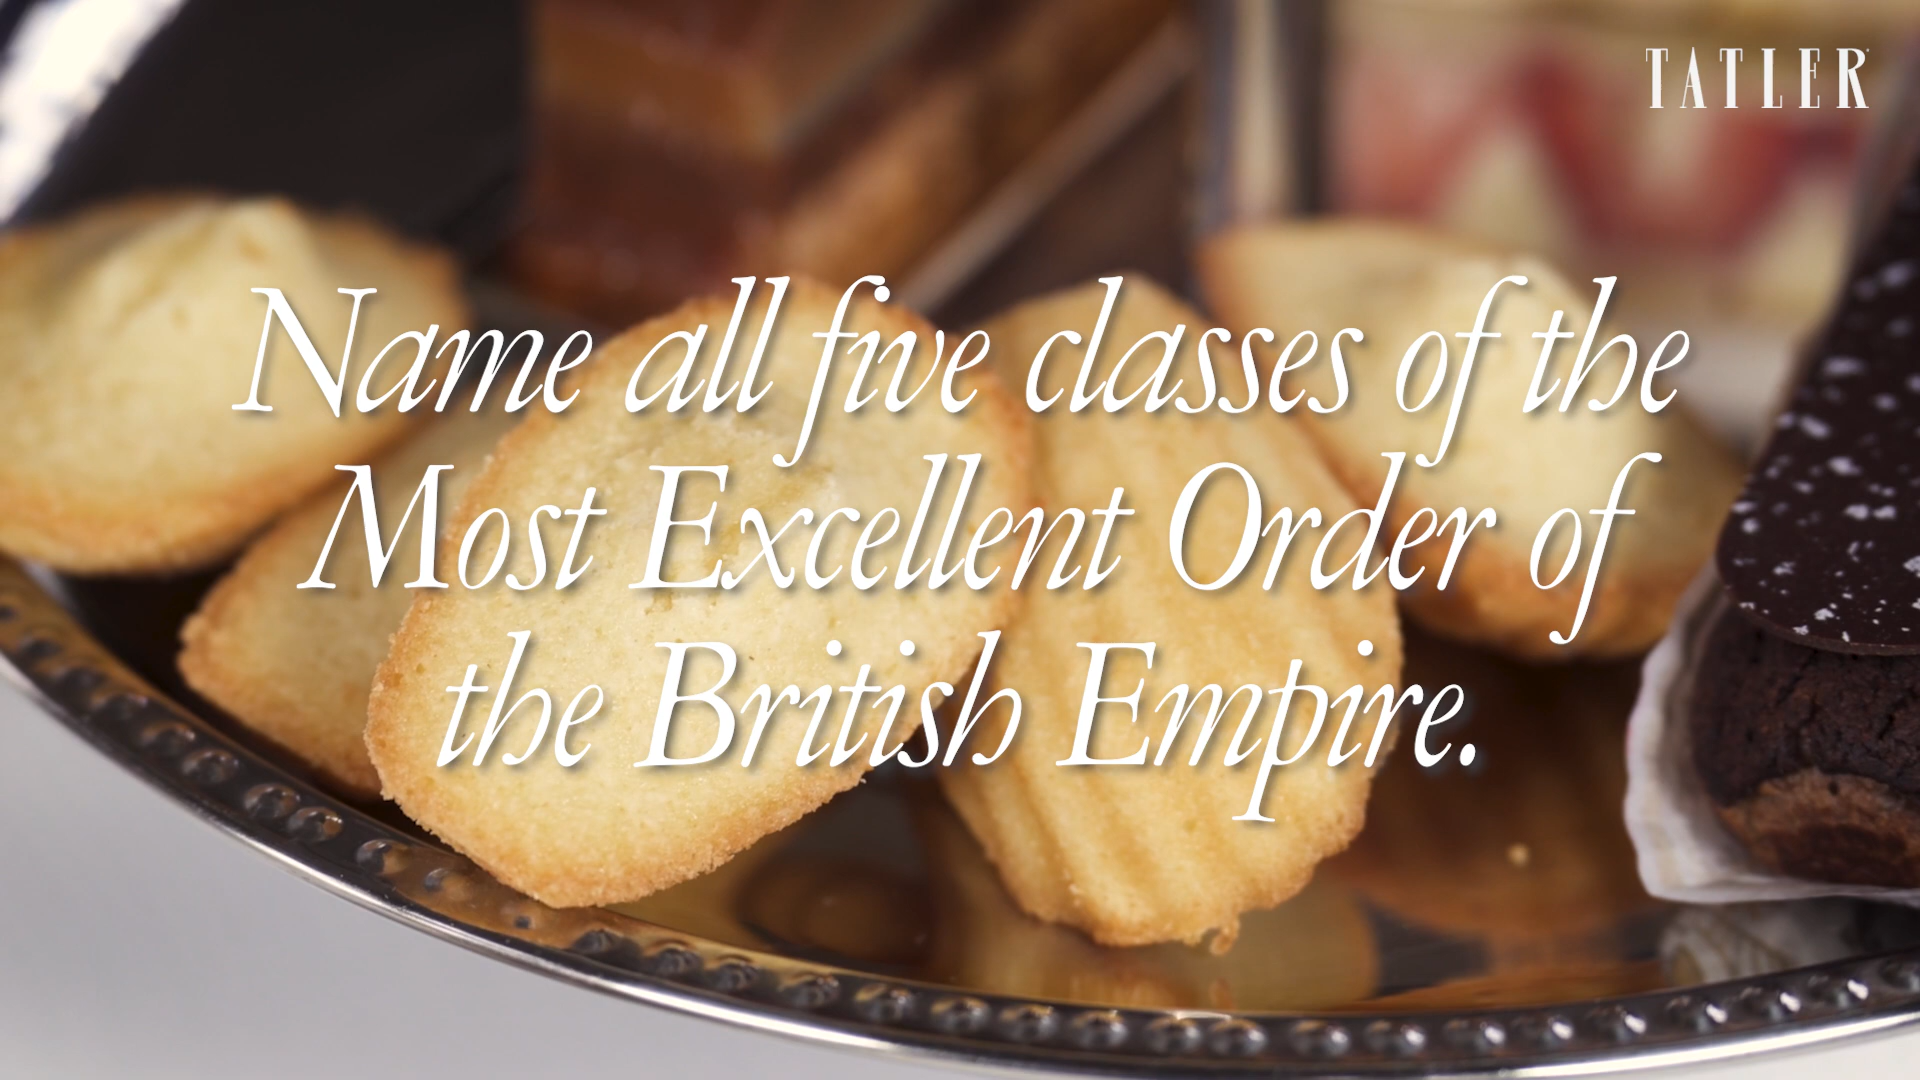 TATLER
Name all five classes of the
Most Excellent Order of
the British Empire.